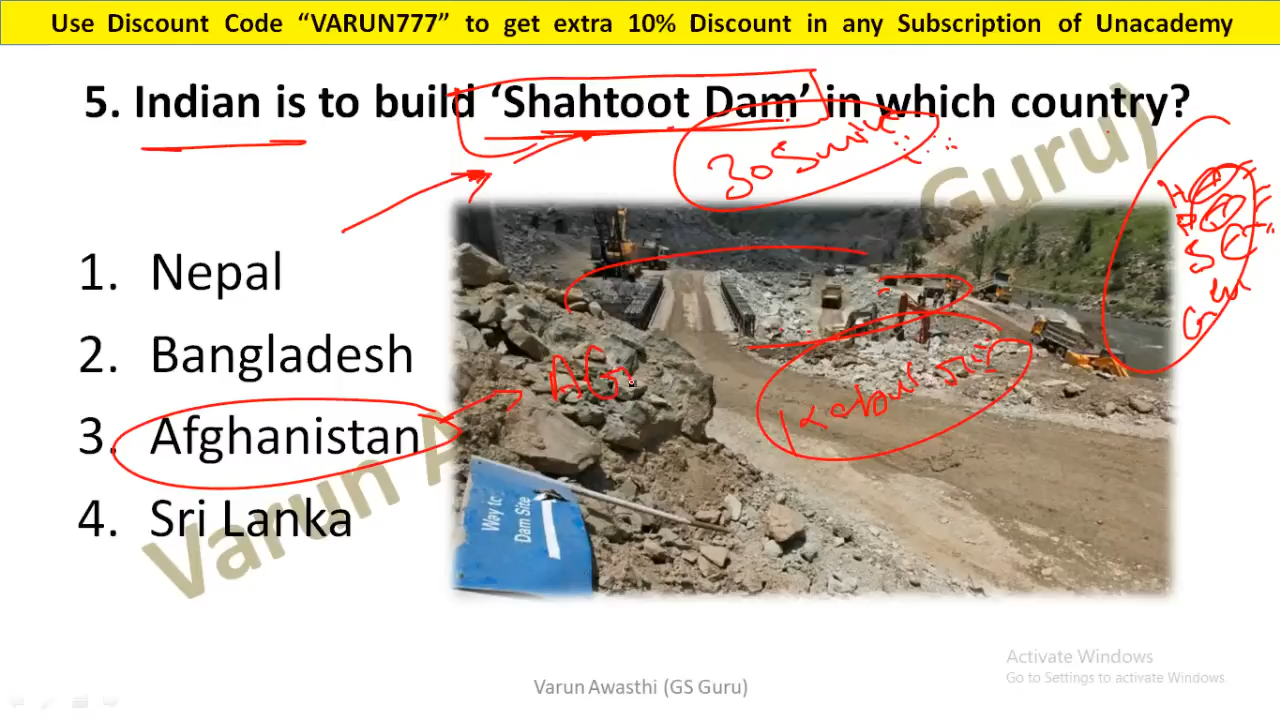 Use Discount Code “VARUN777” to get extra 10% Discount in any Subscription of Unacademy
5. Indian is to build ‘Shahtoot Dam’ in which country?
1. Nepal
2. Bangladesh
3. Afghanistan
4. Sri Lanka
Way to
Dam Site
Varun A
Guru)
Activate Windows
Go to Settings to activate Windows.
Varun Awasthi (GS Guru)